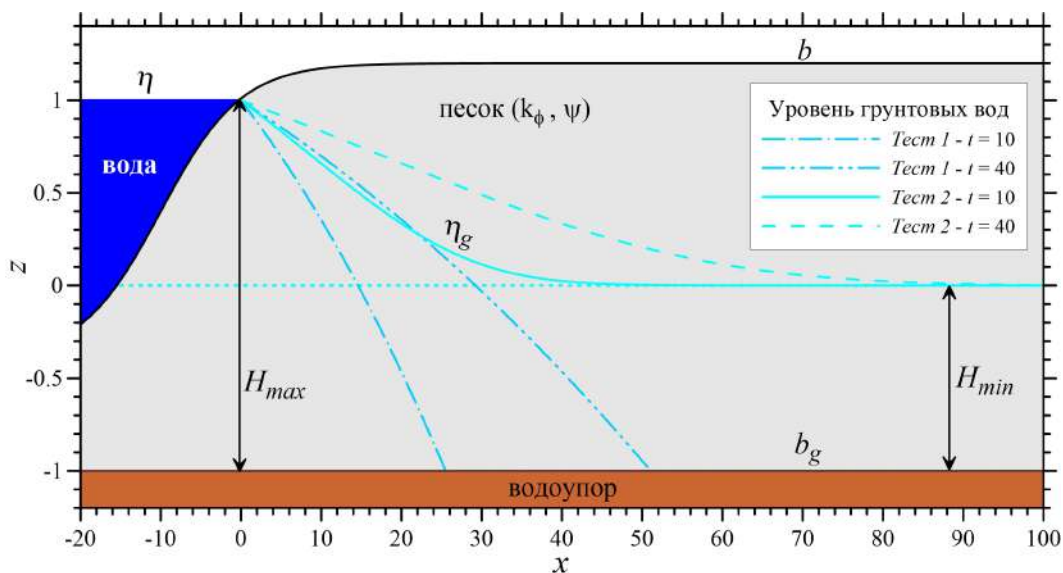 b
η
1
песок (k_ф , ψ)
Уровень грунтовых вод
Тест 1 - t = 10
Тест 1 - t = 40
Тест 2 - t = 10
Тест 2 - t = 40
вода
0.5
η_g
z
0
-0.5
H_max
H_min
b_g
-1
водоупор
-20 -10 0 10 20 30 40 50 60 70 80 90 100
x